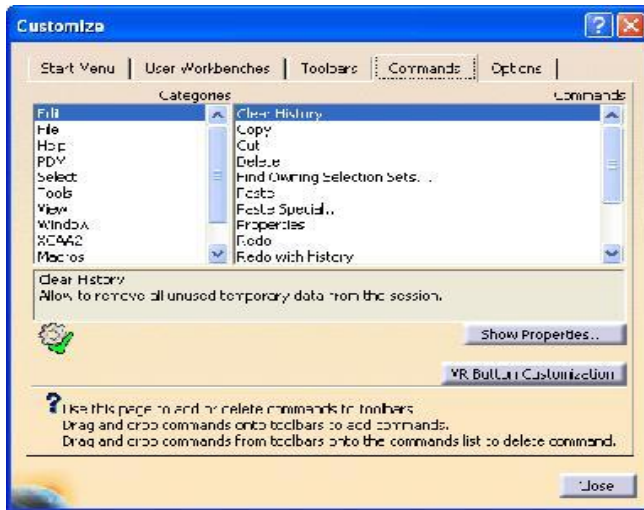 Customize
Start Menu
User Workbenches
Toolbars
Commands
Options
Categories
Commands
Edit
File
Help
PDM
Select
Tools
View
Window
XCAA2
Macros
Clear History
Copy
Cut
Delete
Find Owning Selection Sets...
Paste
Paste Special...
Properties
Redo
Redo with history
Clear History
Allow to remove all unused temporary data from the session.
Show Properties...
VR Button Customization
Use this page to add or delete commands to toolbars
Drag and drop commands onto toolbars to add commands.
Drag and drop commands from toolbars onto the commands list to delete command.
Close